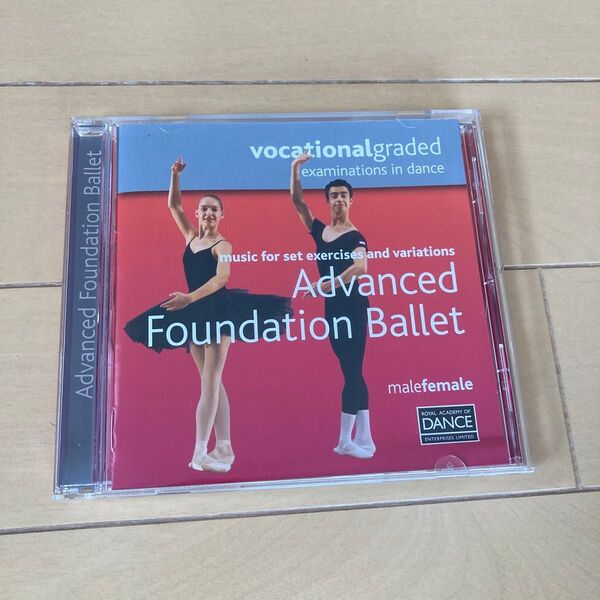 Advanced Foundation Ballet
vocationalgraded
examinations in dance
music for set exercises and variations
Advanced
Foundation Ballet
malefemale
ROYAL ACADEMY OF
DANCE
ENTERPRISES LIMITED